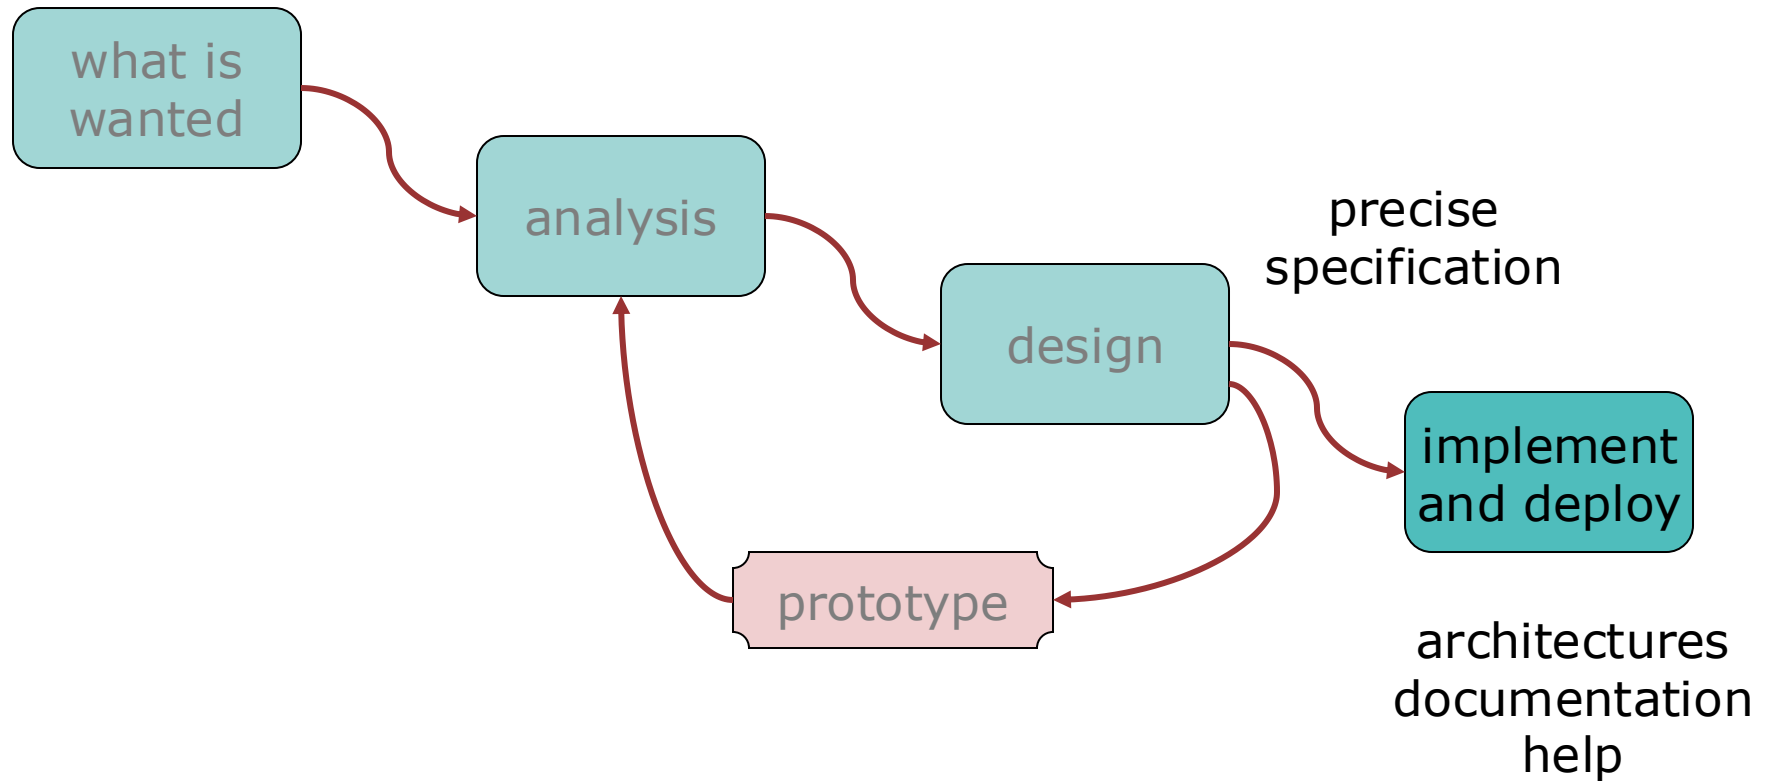 what is
wanted
analysis
precise
specification
design
implement
and deploy
prototype
architectures
documentation
help